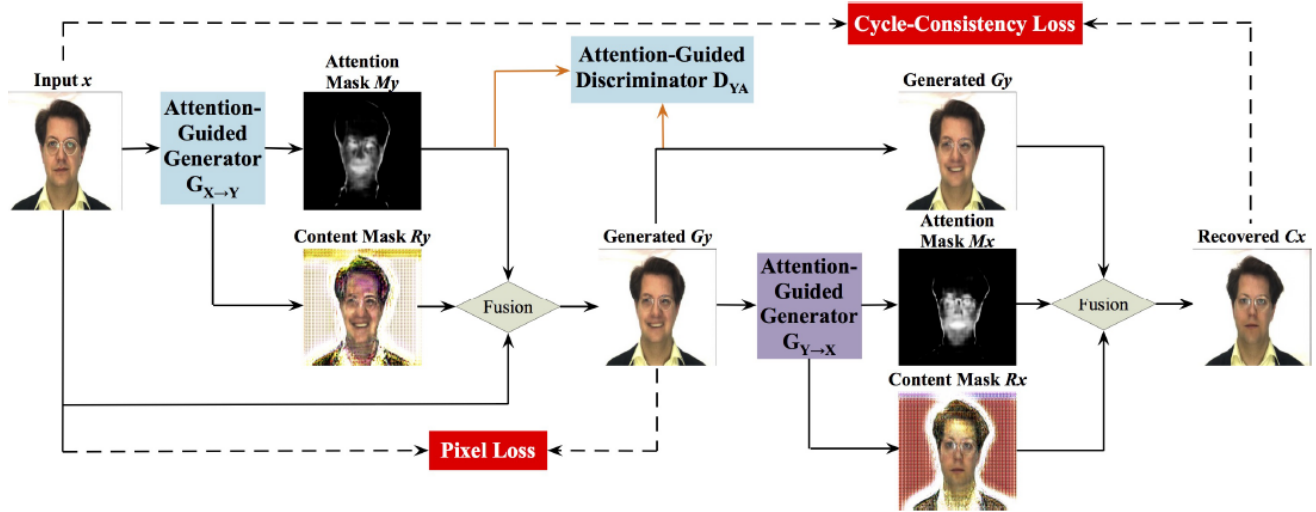 Cycle-Consistency Loss
Input x
Attention
Mask My
Attention-Guided
Discriminator DYA
Generated Gy
Attention-
Guided
Generator
GX→Y
Content Mask Ry
Fusion
Generated Gy
Attention-
Guided
Generator
GY→X
Attention
Mask Mx
Fusion
Recovered Cx
Content Mask Rx
Pixel Loss